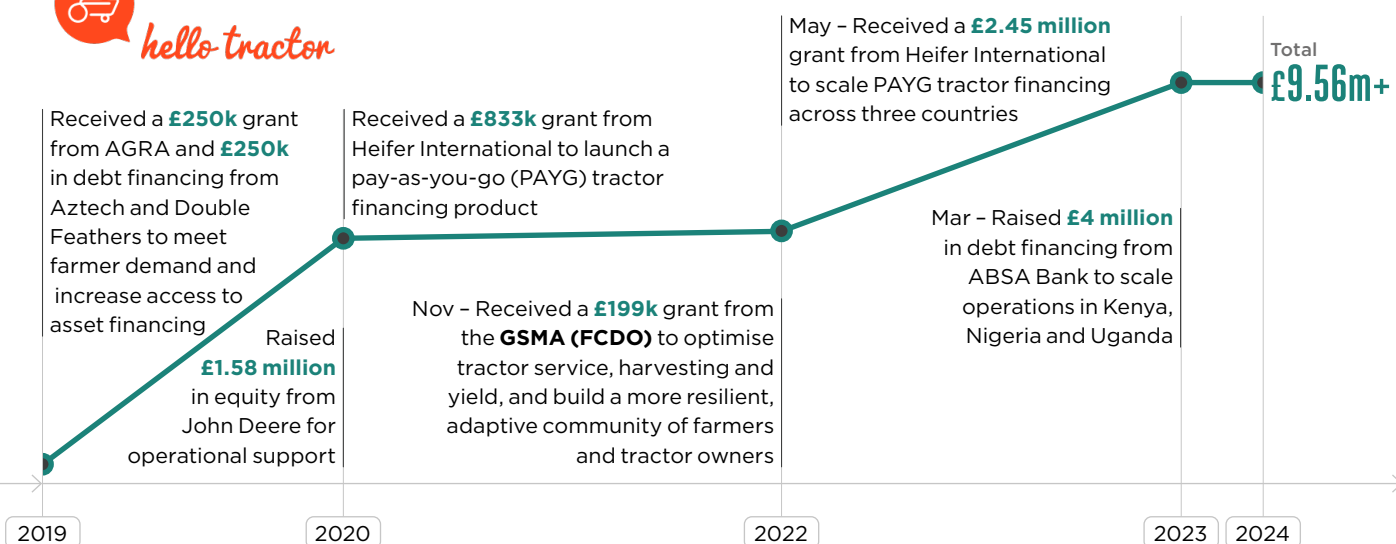 hello tractor
Received a £250k grant
from AGRA and £250k
in debt financing from
Aztech and Double
Feathers to meet
farmer demand and
increase access to
asset financing
Raised
£1.58 million
in equity from
John Deere for
operational support
Received a £833k grant from
Heifer International to launch a
pay-as-you-go (PAYG) tractor
financing product
Nov – Received a £199k grant from
the GSMA (FCDO) to optimise
tractor service, harvesting and
yield, and build a more resilient,
adaptive community of farmers
and tractor owners
May – Received a £2.45 million
grant from Heifer International
to scale PAYG tractor financing
across three countries
Mar – Raised £4 million
in debt financing from
ABSA Bank to scale
operations in Kenya,
Nigeria and Uganda
Total
£9.56m+
2019
2020
2022
2023
2024